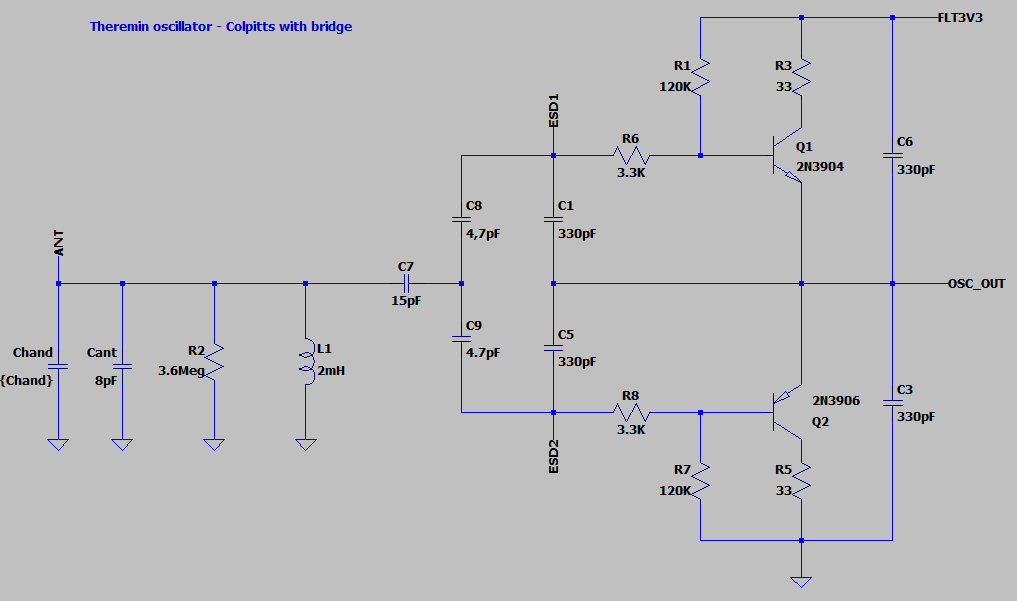 Theremin oscillator - Colpitts with bridge
FLT3V3
R1
120K
R3
33
ESD1
R6
3.3K
Q1
2N3904
C6
330pF
C8
4,7pF
C1
330pF
ANT
C7
15pF
OSC_OUT
Chand
{Chand}
Cant
8pF
R2
3.6Meg
L1
2mH
C9
4.7pF
C5
330pF
R8
3.3K
2N3906
Q2
C3
330pF
ESD2
R7
120K
R5
33